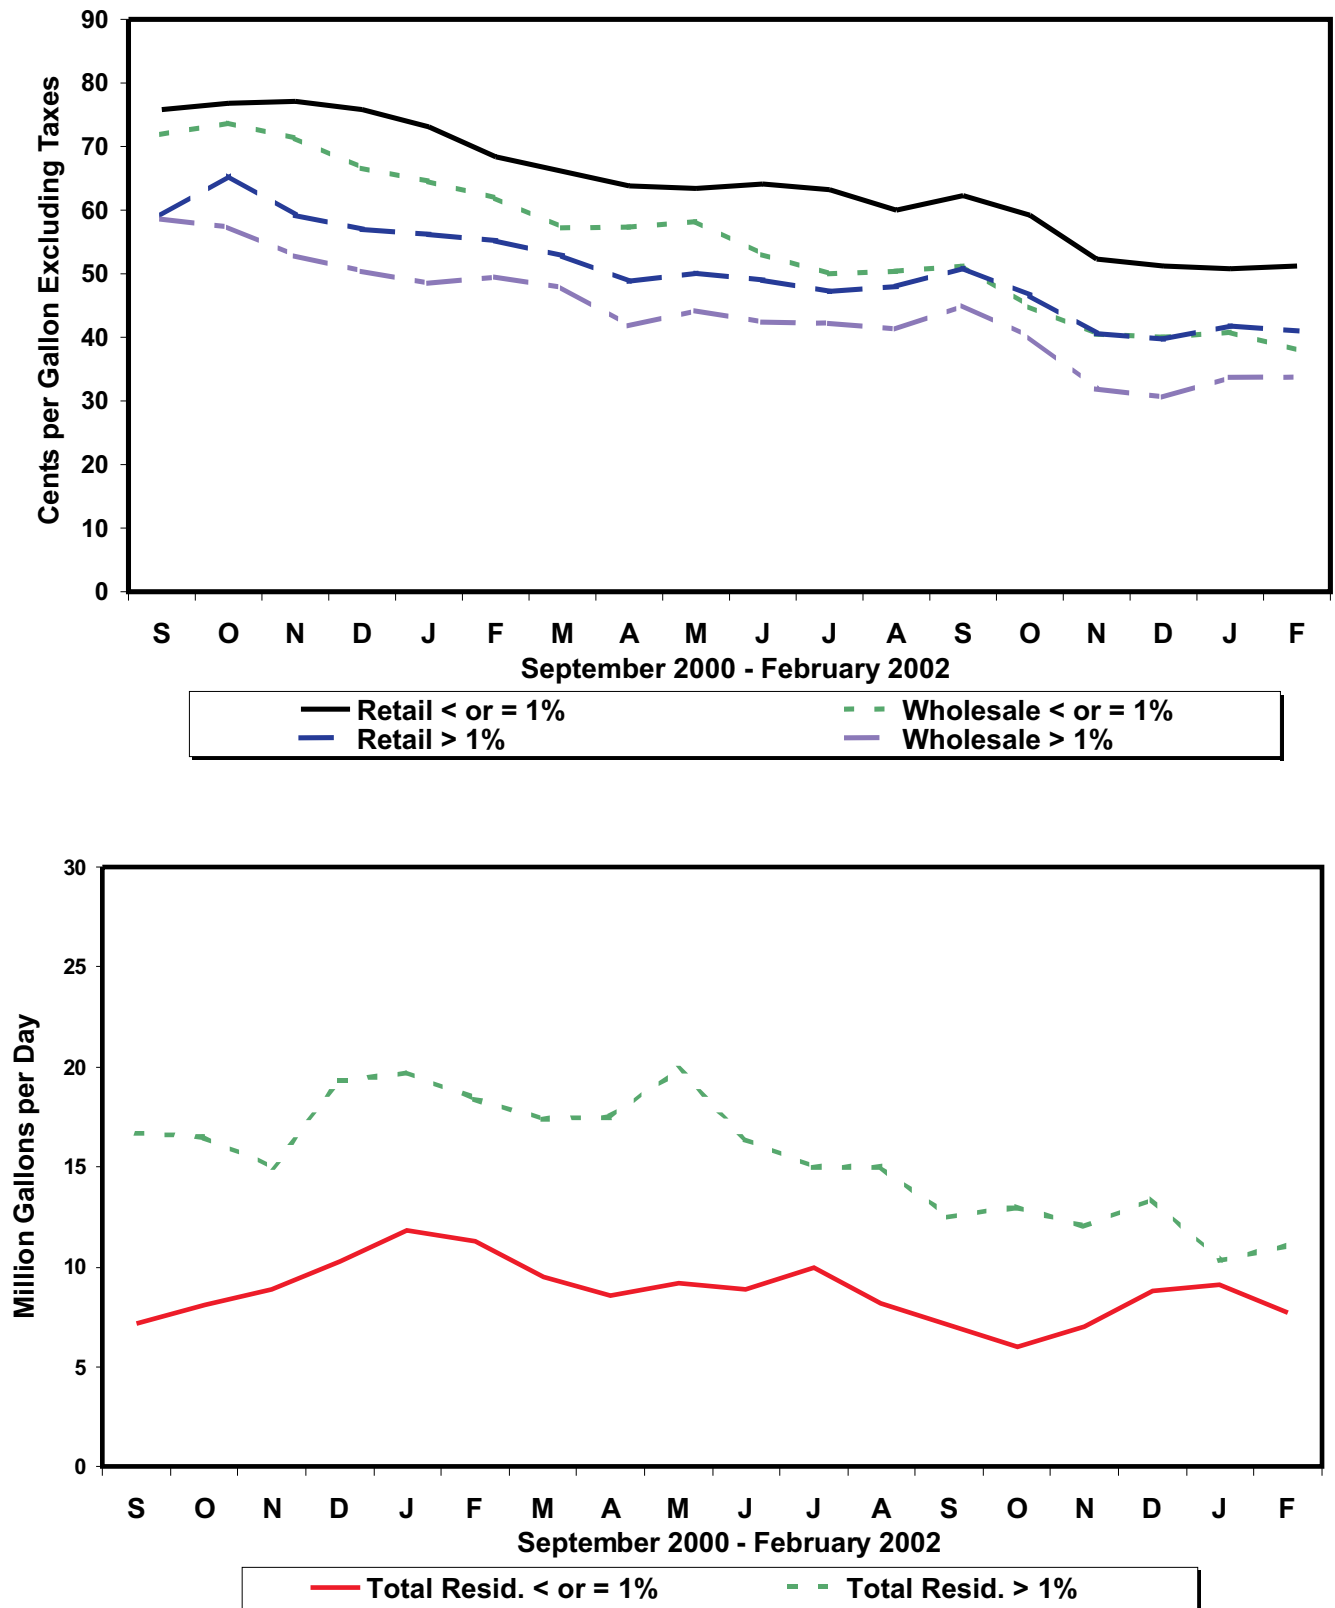 90
80
70
60
50
40
30
20
10
0
Cents per Gallon Excluding Taxes
S O N D J F M A M J J A S O N D J F
September 2000 - February 2002
Retail < or = 1% Wholesale < or = 1%
Retail > 1% Wholesale > 1%
30
25
20
15
10
5
0
Million Gallons per Day
S O N D J F M A M J J A S O N D J F
September 2000 - February 2002
Total Resid. < or = 1% Total Resid. > 1%